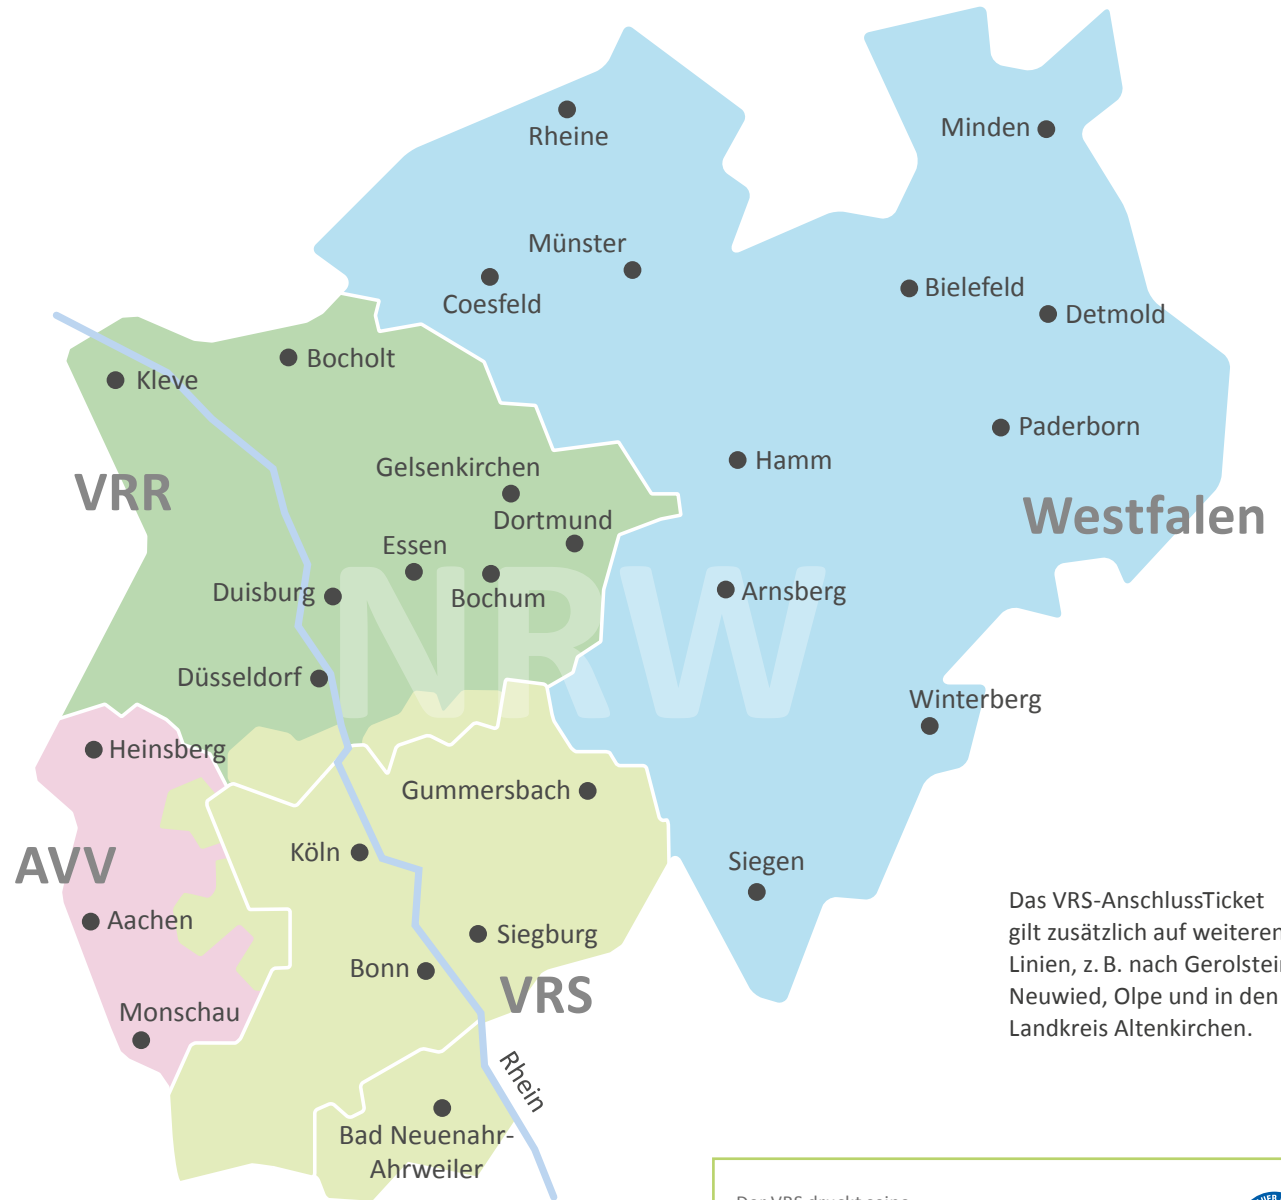 Rheine
Minden
Münster
Coesfeld
Bielefeld
Detmold
Bocholt
Kleve
Paderborn
Hamm
Gelsenkirchen
VRR
Westfalen
Dortmund
Essen
Duisburg
Bochum
Arnsberg
NRW
Düsseldorf
Winterberg
Heinsberg
Gummersbach
Köln
AVV
Siegen
Aachen
Siegburg
Bonn
VRS
Monschau
Rhein
Bad Neuenahr-
Ahrweiler
Das VRS-AnschlussTicket
gilt zusätzlich auf weiteren
Linien, z. B. nach Gerolstein
Neuwied, Olpe und in den
Landkreis Altenkirchen.